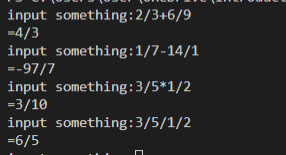 input something:2/3+6/9
=4/3
input something:1/7-14/1
=-97/7
input something:3/5*1/2
=3/10
input something:3/5/1/2
=6/5